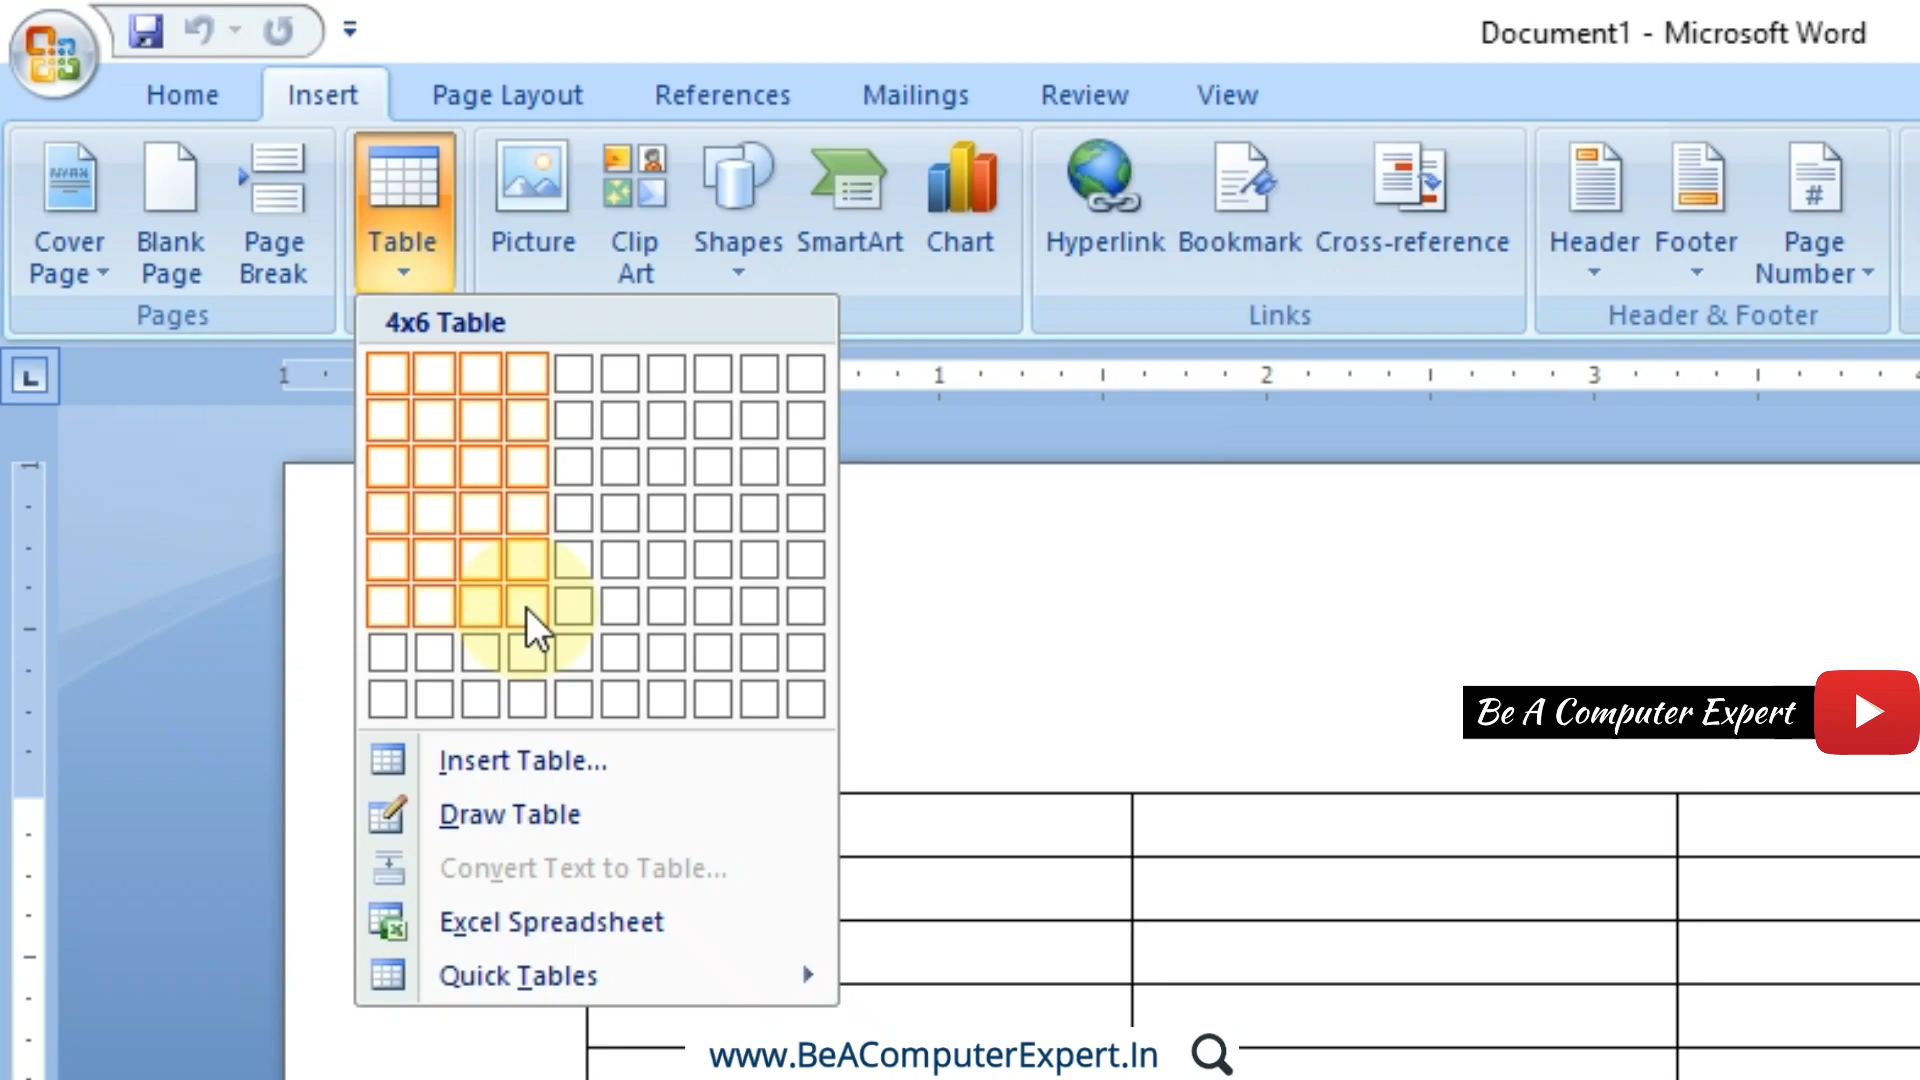 Document1 - Microsoft Word
Home Insert Page Layout References Mailings Review View
Cover Page
Blank Page
Page Break
Table
Picture
Clip Art
Shapes
SmartArt
Chart
Hyperlink
Bookmark
Cross-reference
Header
Footer
Page Number
Pages
Links
Header & Footer
4x6 Table
L
1 1 2 3
Insert Table...
Draw Table
Convert Text to Table...
Excel Spreadsheet
Quick Tables
Be A Computer Expert
www.BeAComputerExpert.In